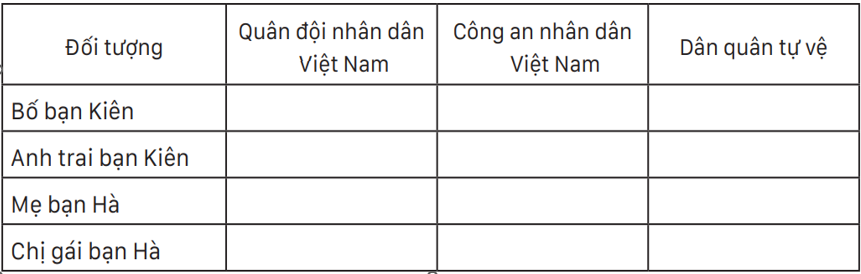 Đối tượng
Quân đội nhân dân
Việt Nam
Công an nhân dân
Việt Nam
Dân quân tự vệ
Bố bạn Kiên
Anh trai bạn Kiên
Mẹ bạn Hà
Chị gái bạn Hà